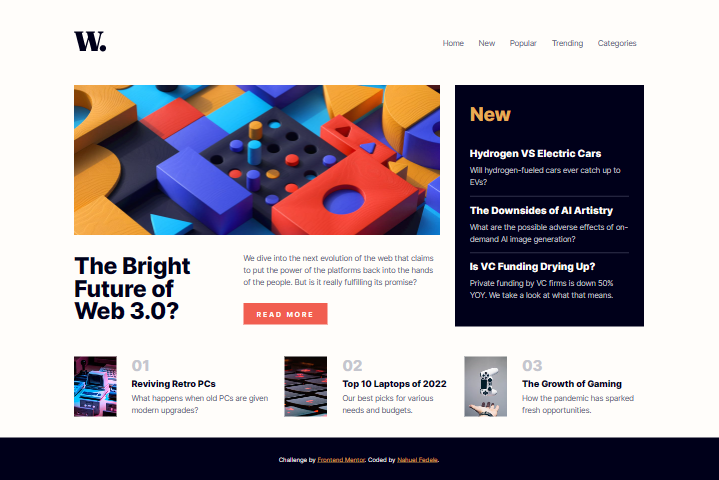 W.
Home New Popular Trending Categories
New
Hydrogen VS Electric Cars
Will hydrogen-fueled cars ever catch up to
EVs?
The Downsides of AI Artistry
What are the possible adverse effects of on-
demand AI image generation?
Is VC Funding Drying Up?
Private funding by VC firms is down 50%
YOY. We take a look at what that means.
The Bright
Future of
Web 3.0?
We dive into the next evolution of the web that claims
to put the power of the platforms back into the hands
of the people. But is it really fulfilling its promise?
READ MORE
01
Reviving Retro PCs
What happens when old PCs are given
modern upgrades?
02
Top 10 Laptops of 2022
Our best picks for various
needs and budgets.
03
The Growth of Gaming
How the pandemic has sparked
fresh opportunities.
Challenge by Frontend Mentor. Coded by Nahuel Fedele.